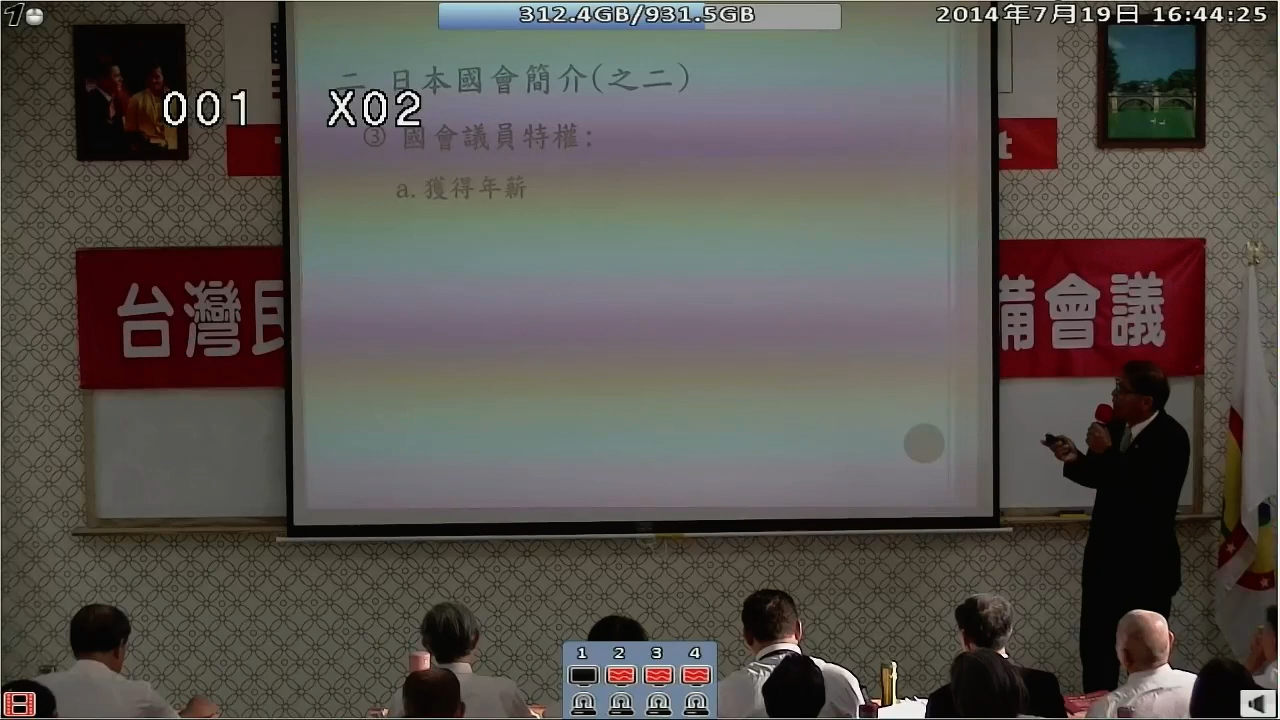 312.4GB/931.5GB
2014年7月19日 16:44:25
001 X02
二 日本國會簡介(之二)
③ 國會議員特權:
a. 獲得年薪
t
台灣民
備會議
1 2 3 4